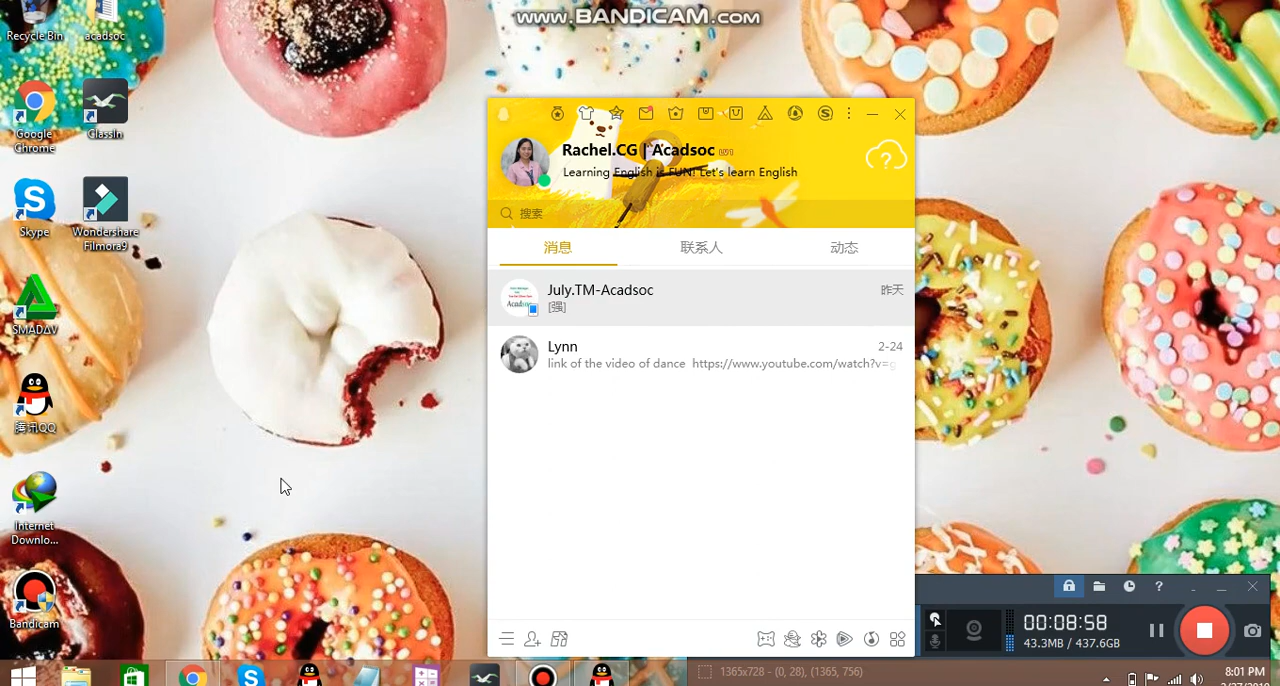 www.BANDICAM.com
Recycle Bin
acadsoc
Google Chrome
ClassIn
Skype
Wondershare Filmora9
SMADΔV
腾讯QQ
Internet Downlo...
Bandicam
Rachel.CG | Acadsoc
Learning English is FUN! Let's learn English
搜索
消息 联系人 动态
July.TM-Acadsoc 昨天
[强]
Lynn 2-24
link of the video of dance https://www.youtube.com/watch?v=
00:08:58
43.3MB / 437.6GB
1365x728 - (0, 28), (1365, 756)
8:01 PM